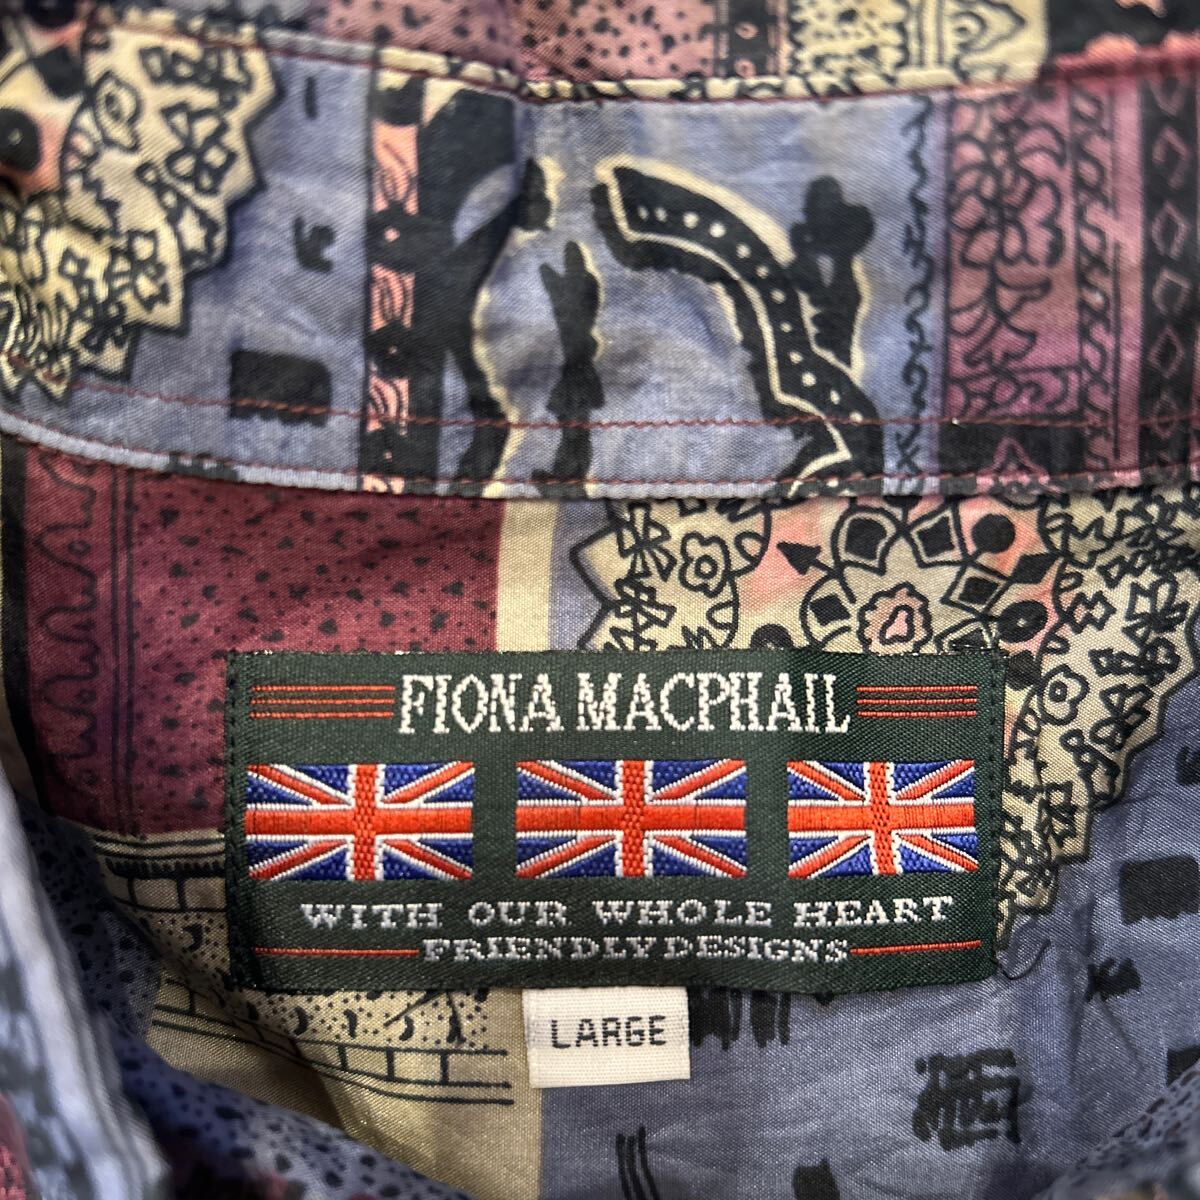 FIONA MACPHAIL
WITH OUR WHOLE HEART
FRIENDLY DESIGNS
LARGE